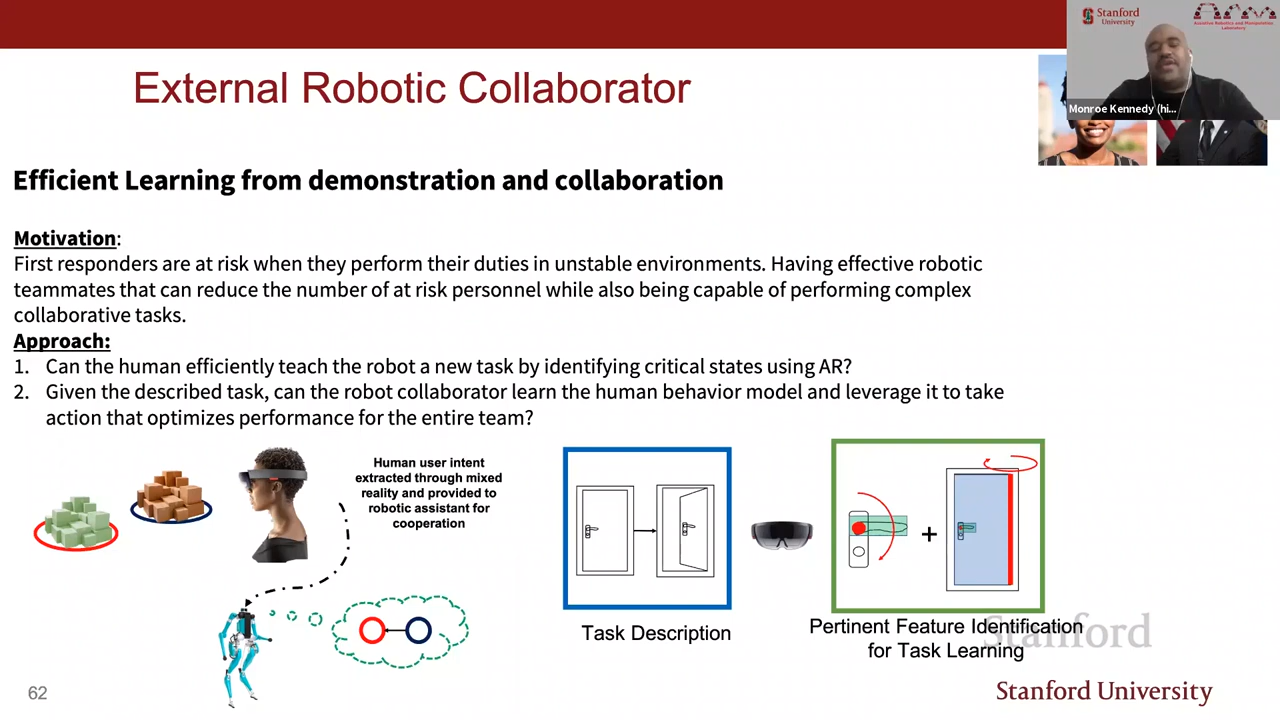 Stanford
University
Assistive Robotics and Manipulation
Laboratory
Monroe Kennedy (hi...
External Robotic Collaborator
Efficient Learning from demonstration and collaboration
Motivation:
First responders are at risk when they perform their duties in unstable environments. Having effective robotic
teammates that can reduce the number of at risk personnel while also being capable of performing complex
collaborative tasks.
Approach:
1. Can the human efficiently teach the robot a new task by identifying critical states using AR?
2. Given the described task, can the robot collaborator learn the human behavior model and leverage it to take
action that optimizes performance for the entire team?
Human user intent
extracted through mixed
reality and provided to
robotic assistant for
cooperation
+
Task Description
Pertinent Feature Identification
for Task Learning
Stanford
62
Stanford University